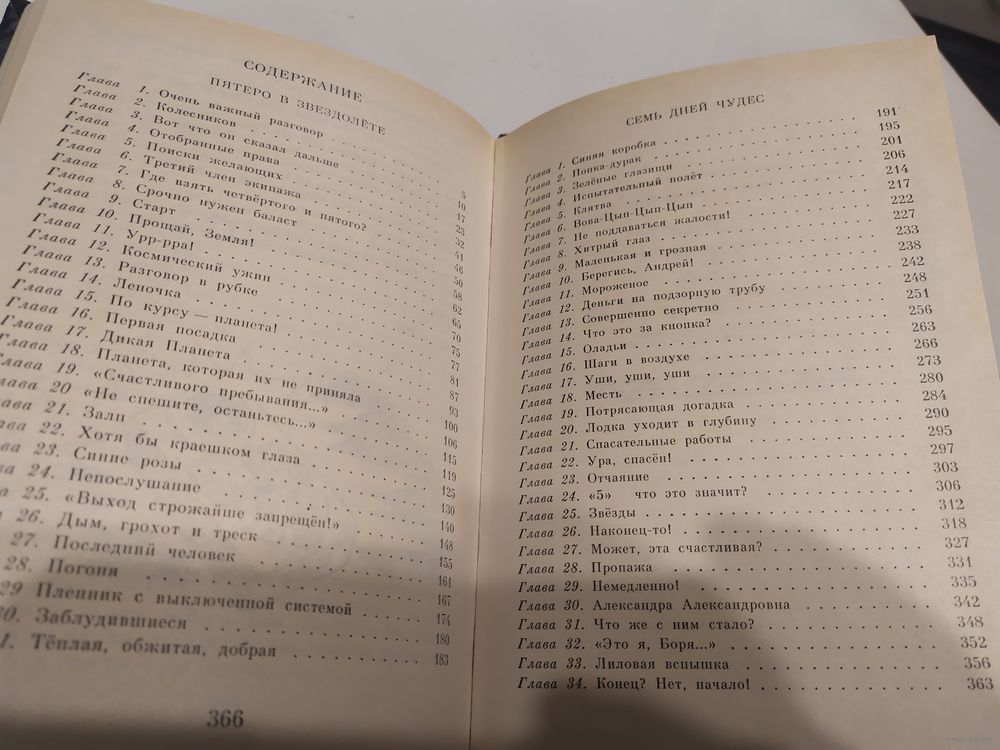 СОДЕРЖАНИЕ
ПЯТЕРО В ЗВЕЗДОЛЁТЕ
Глава 1. Очень важный разговор . . . 5
Глава 2. Колесников . . . 10
Глава 3. Вот что он сказал дальше . . . 17
Глава 4. Отобранные права . . . 23
Глава 5. Поиски желающих . . . 32
Глава 6. Третий член экипажа . . . 41
Глава 7. Где взять четвёртого и пятого? . . . 46
Глава 8. Срочно нужен баласт . . . 50
Глава 9. Старт . . . 58
Глава 10. Прощай, Земля! . . . 62
Глава 11. Урр-рра! . . . 65
Глава 12. Космический ужин . . . 70
Глава 13. Разговор в рубке . . . 75
Глава 14. Леночка . . . 77
Глава 15. По курсу — планета! . . . 81
Глава 16. Первая посадка . . . 87
Глава 17. Дикая Планета . . . 93
Глава 18. Планета, которая их не приняла . . . 100
Глава 19. «Счастливого пребывания...» . . . 106
лава 20 «Не спешите, останьтесь...» . . . 115
ава 21. Залп . . . 119
ава 22. Хотя бы краешком глаза . . . 125
ва 23. Синие розы . . . 130
ва 24. Непослушание . . . 140
а 25. «Выход строжайше запрещён!» . . . 148
26. Дым, грохот и треск . . . 155
27. Последний человек . . . 161
28. Погоня . . . 167
29 Пленник с выключенной системой . . . 174
30. Заблудившиеся . . . 180
1. Тёплая, обжитая, добрая . . . 183
366
СЕМЬ ДНЕЙ ЧУДЕС
Глава 1. Синяя коробка . . . 191
Глава 2. Попка-дурак . . . 195
Глава 3. Зелёные глазищи . . . 201
Глава 4. Испытательный полёт . . . 206
Глава 5. Клятва . . . 214
Глава 6. Вова-Цып-Цып-Цып . . . 217
Глава 7. Не поддаваться жалости! . . . 222
Глава 8. Хитрый глаз . . . 227
Глава 9. Маленькая и грозная . . . 233
Глава 10. Берегись, Андрей! . . . 238
Глава 11. Мороженое . . . 242
Глава 12. Деньги на подзорную трубу . . . 248
Глава 13. Совершенно секретно . . . 251
Глава 14. Что это за кнопка? . . . 256
Глава 15. Оладьи . . . 263
Глава 16. Шаги в воздухе . . . 266
Глава 17. Уши, уши, уши . . . 273
Глава 18. Месть . . . 280
Глава 19. Потрясающая догадка . . . 284
Глава 20. Лодка уходит в глубину . . . 290
Глава 21. Спасательные работы . . . 295
Глава 22. Ура, спасён! . . . 297
Глава 23. Отчаяние . . . 303
Глава 24. «5» что это значит? . . . 306
Глава 25. Звёзды . . . 312
Глава 26. Наконец-то! . . . 318
Глава 27. Может, эта счастливая? . . . 327
Глава 28. Пропажа . . . 331
Глава 29. Немедленно! . . . 335
Глава 30. Александра Александровна . . . 342
Глава 31. Что же с ним стало? . . . 348
Глава 32. «Это я, Боря...» . . . 352
Глава 33. Лиловая вспышка . . . 356
Глава 34. Конец? Нет, начало! . . . 363